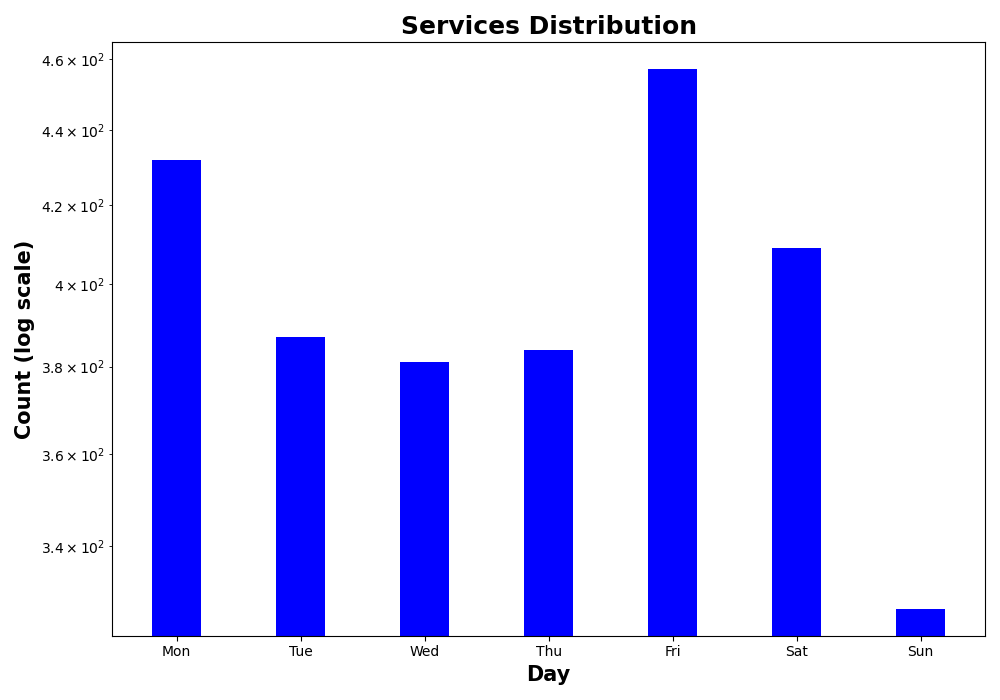 Services Distribution
4.6 × 10²
4.4 × 10²
4.2 × 10²
4 × 10²
3.8 × 10²
3.6 × 10²
3.4 × 10²
Count (log scale)
Mon Tue Wed Thu Fri Sat Sun
Day